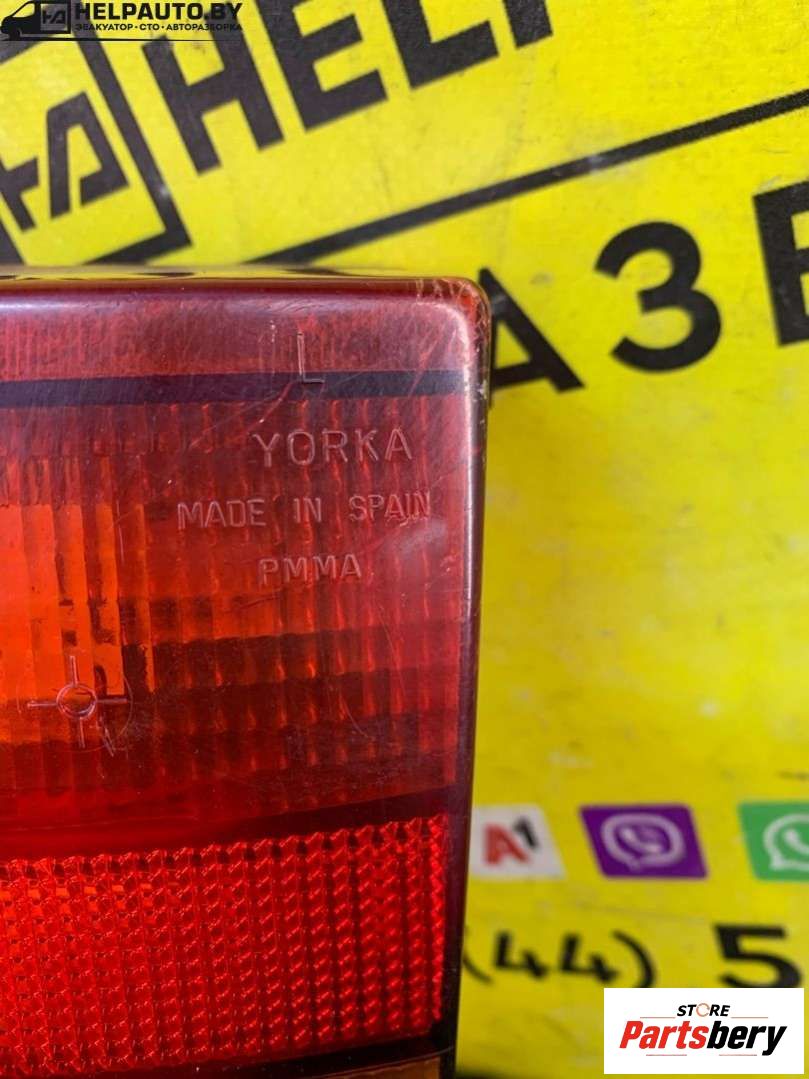 HELPAUTO.BY
ЭВАКУАТОР•СТО•АВТОРАЗБОРКА
HELP
АЗБ
L
YORKA
MADE IN SPAIN
PMMA
A1
(44) 5
STORE
Partsbery